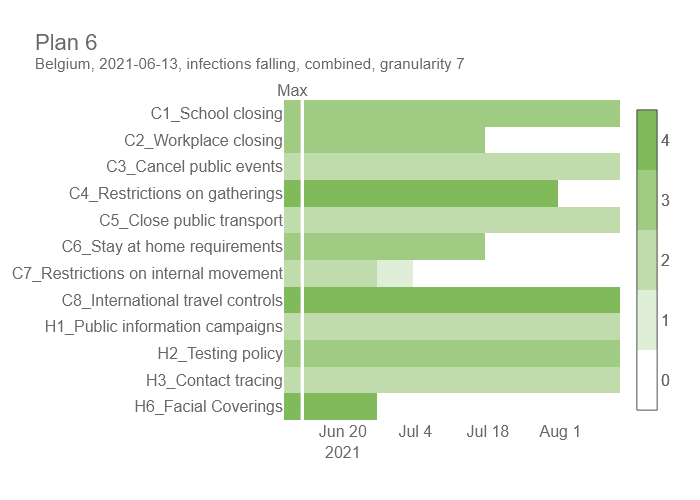 Plan 6
Belgium, 2021-06-13, infections falling, combined, granularity 7
Max
C1_School closing
C2_Workplace closing
C3_Cancel public events
C4_Restrictions on gatherings
C5_Close public transport
C6_Stay at home requirements
C7_Restrictions on internal movement
C8_International travel controls
H1_Public information campaigns
H2_Testing policy
H3_Contact tracing
H6_Facial Coverings
Jun 20 Jul 4 Jul 18 Aug 1
2021
4
3
2
1
0